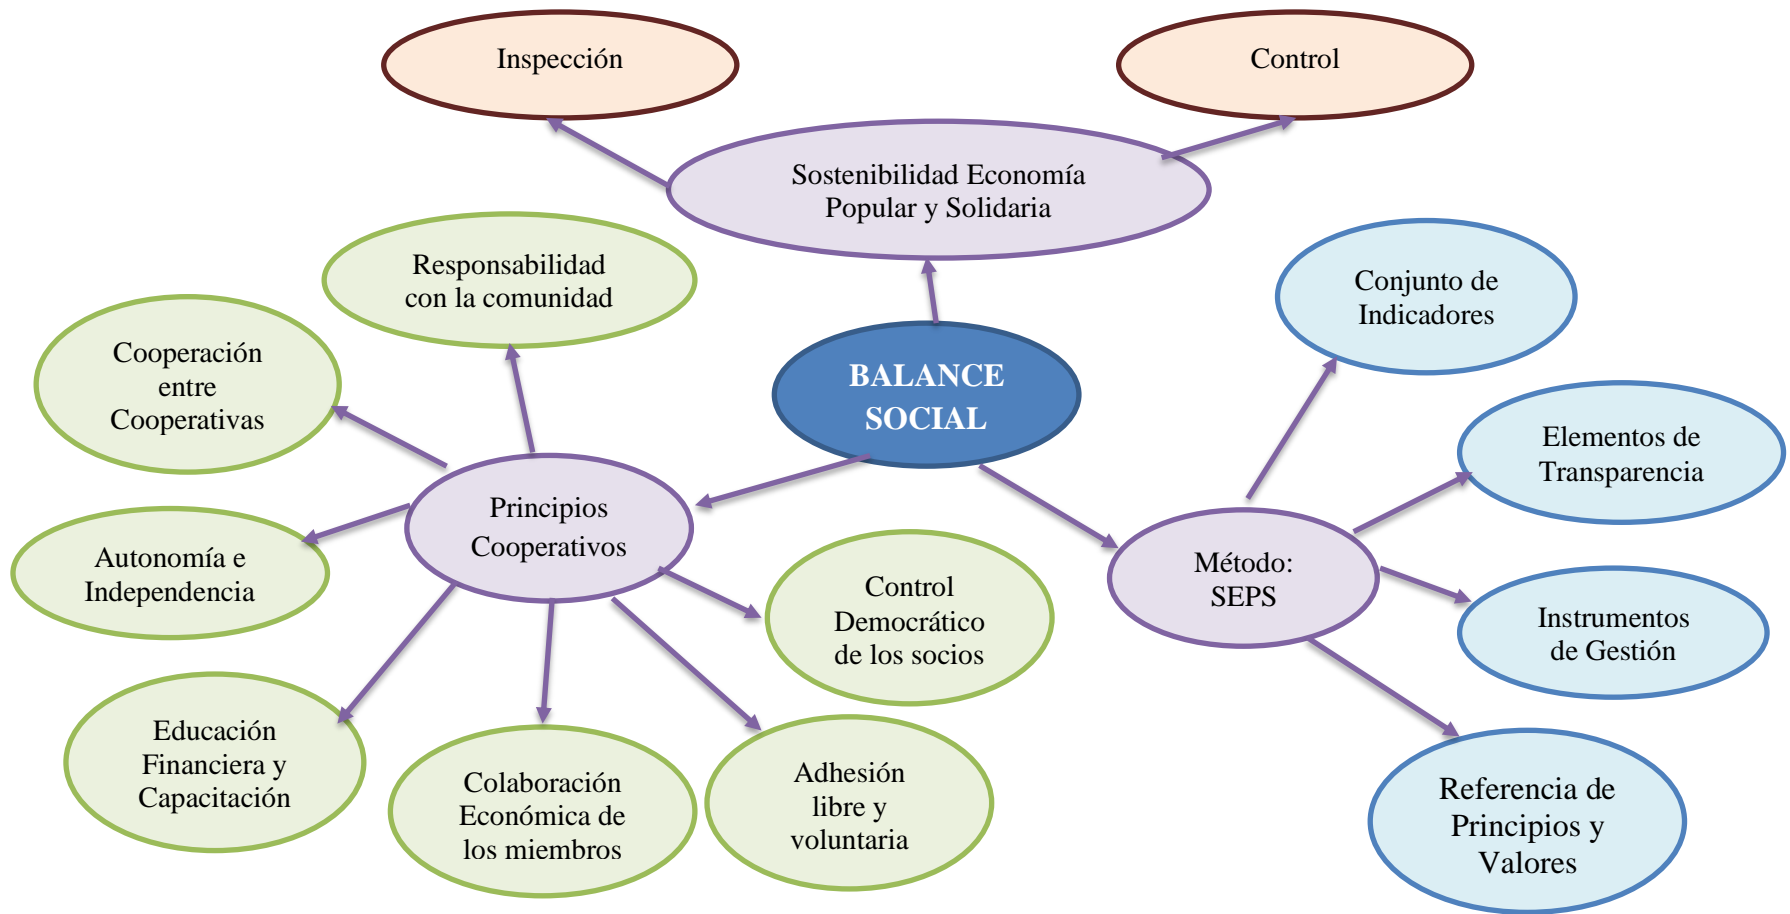 Inspección
Control
Sostenibilidad Economía
Popular y Solidaria
Responsabilidad
con la comunidad
Conjunto de
Indicadores
Cooperación
entre
Cooperativas
BALANCE
SOCIAL
Elementos de
Transparencia
Principios
Cooperativos
Autonomía e
Independencia
Control
Democrático
de los socios
Método:
SEPS
Instrumentos
de Gestión
Educación
Financiera y
Capacitación
Colaboración
Económica de
los miembros
Adhesión
libre y
voluntaria
Referencia de
Principios y
Valores